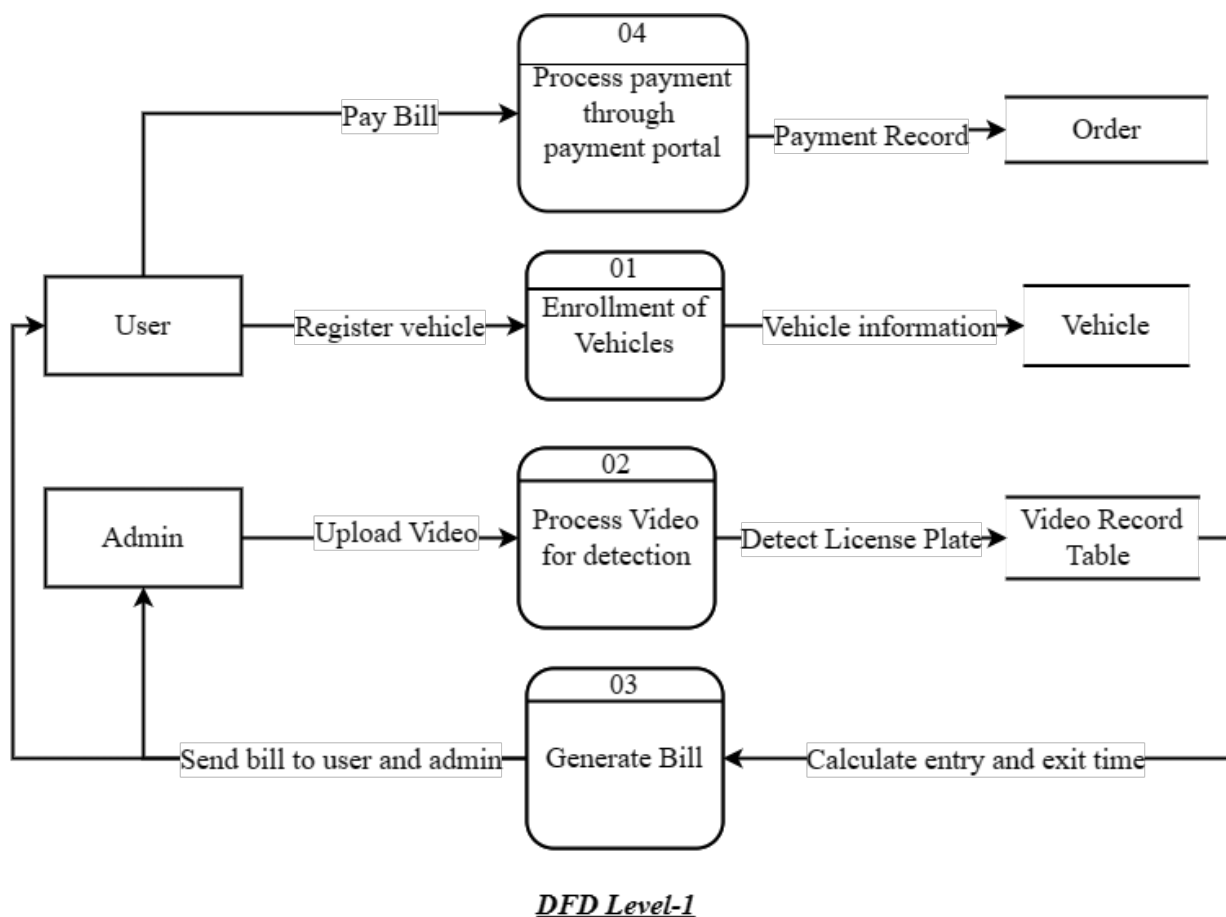 04
Process payment
through
payment portal
Pay Bill
Payment Record
Order
01
Enrollment of
Vehicles
User
Register vehicle
Vehicle information
Vehicle
02
Process Video
for detection
Admin
Upload Video
Detect License Plate
Video Record
Table
03
Generate Bill
Send bill to user and admin
Calculate entry and exit time
DFD Level-1